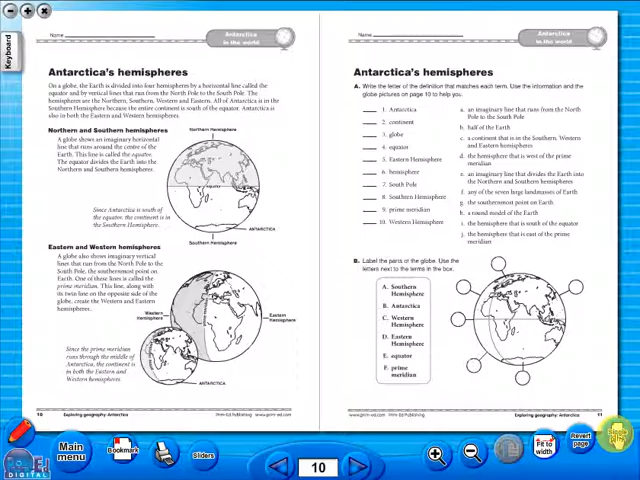 Keyboard
Name
Antarctica
in the world
Antarctica's hemispheres
On a globe, the Earth is divided into four hemispheres by a horizontal line called the
equator and by vertical lines that run from the North Pole to the South Pole. The
hemispheres are the Northern, Southern, Western and Eastern. All of Antarctica is in the
Southern Hemisphere because the entire continent is south of the equator. Antarctica is
also in both the Eastern and Western hemispheres.
Northern and Southern hemispheres
A globe shows an imaginary horizontal
line that runs around the centre of the
Earth. This line is called the equator.
The equator divides the Earth into the
Northern and Southern hemispheres.
Northern Hemisphere
equator
Since Antarctica is south of
the equator, the continent is in
the Southern Hemisphere.
ANTARCTICA
Southern Hemisphere
Eastern and Western hemispheres
A globe also shows imaginary vertical
lines that run from the North Pole to the
South Pole, the southernmost point on
Earth. One of these lines is called the
prime meridian. This line, along with
its twin line on the opposite side of the
globe, create the Western and Eastern
hemispheres.
Western
Hemisphere
Eastern
Hemisphere
Since the prime meridian
runs through the middle of
Antarctica, the continent is
in both the Eastern and
Western hemispheres.
ANTARCTICA
10 Exploring geography: Antarctica Prim-Ed Publishing www.prim-ed.com
Name
Antarctica
in the world
Antarctica's hemispheres
A. Write the letter of the definition that matches each term. Use the information and the
globe pictures on page 10 to help you.
1. Antarctica
2. continent
3. globe
4. equator
5. Eastern Hemisphere
6. hemisphere
7. South Pole
8. Southern Hemisphere
9. prime meridian
10. Western Hemisphere
a. an imaginary line that runs from the North
Pole to the South Pole
b. half of the Earth
c. a continent that is in the Southern, Western
and Eastern hemispheres
d. the hemisphere that is west of the prime
meridian
e. an imaginary line that divides the Earth into
the Northern and Southern hemispheres
f. any of the seven large landmasses of Earth
g. the southernmost point on Earth
h. a round model of the Earth
i. the hemisphere that is south of the equator
j. the hemisphere that is east of the prime
meridian
B. Label the parts of the globe. Use the
letters next to the terms in the box.
A. Southern
Hemisphere
B. Antarctica
C. Western
Hemisphere
D. Eastern
Hemisphere
E. equator
F. prime
meridian
www.prim-ed.com Prim-Ed Publishing Exploring geography: Antarctica 11
Main
menu
Bookmark
Sliders
10
Fit to
width
Revert
page
DIGITAL